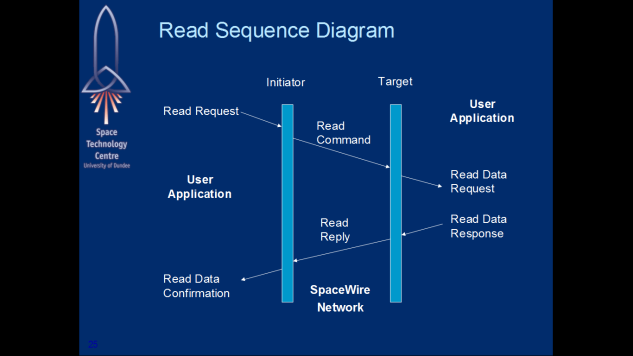 Read Sequence Diagram
Space
Technology
Centre
University of Dundee
Initiator
Target
User
Application
Read Request
Read
Command
Read Data
Request
User
Application
Read Data
Response
Read
Reply
Read Data
Confirmation
SpaceWire
Network
25